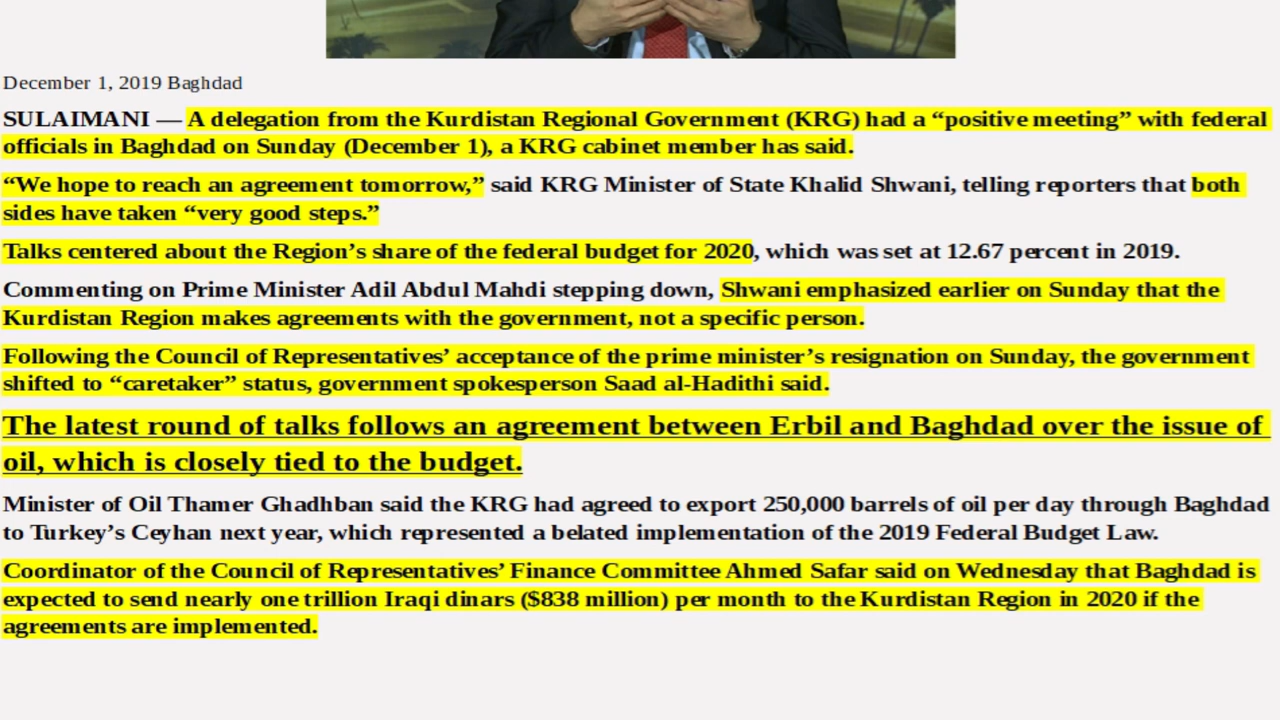 December 1, 2019 Baghdad
SULAIMANI — A delegation from the Kurdistan Regional Government (KRG) had a “positive meeting” with federal
officials in Baghdad on Sunday (December 1), a KRG cabinet member has said.
“We hope to reach an agreement tomorrow,” said KRG Minister of State Khalid Shwani, telling reporters that both
sides have taken “very good steps.”
Talks centered about the Region’s share of the federal budget for 2020, which was set at 12.67 percent in 2019.
Commenting on Prime Minister Adil Abdul Mahdi stepping down, Shwani emphasized earlier on Sunday that the
Kurdistan Region makes agreements with the government, not a specific person.
Following the Council of Representatives’ acceptance of the prime minister’s resignation on Sunday, the government
shifted to “caretaker” status, government spokesperson Saad al-Hadithi said.
The latest round of talks follows an agreement between Erbil and Baghdad over the issue of
oil, which is closely tied to the budget.
Minister of Oil Thamer Ghadhban said the KRG had agreed to export 250,000 barrels of oil per day through Baghdad
to Turkey’s Ceyhan next year, which represented a belated implementation of the 2019 Federal Budget Law.
Coordinator of the Council of Representatives’ Finance Committee Ahmed Safar said on Wednesday that Baghdad is
expected to send nearly one trillion Iraqi dinars ($838 million) per month to the Kurdistan Region in 2020 if the
agreements are implemented.